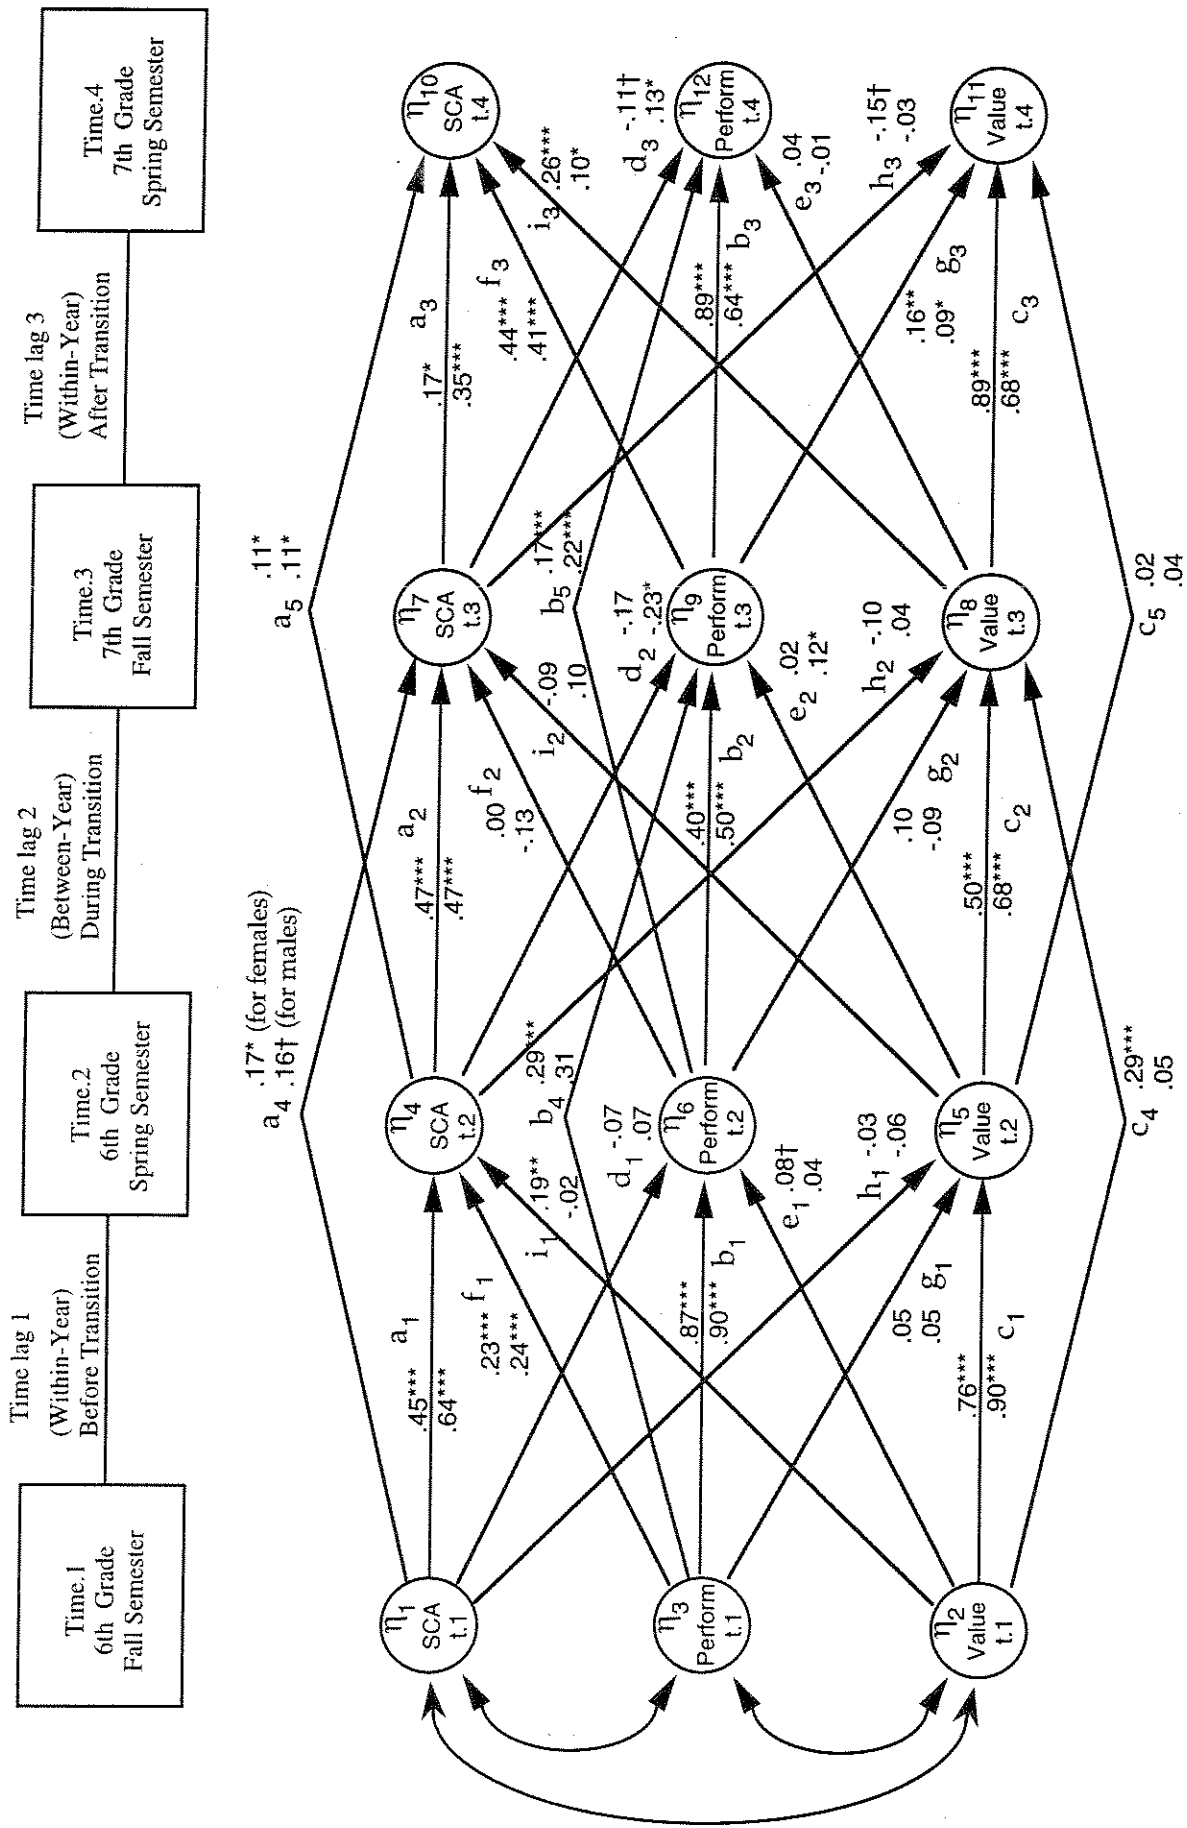 Time.1
6th Grade
Fall Semester
Time lag 1
(Within-Year)
Before Transition
Time.2
6th Grade
Spring Semester
Time lag 2
(Between-Year)
During Transition
Time.3
7th Grade
Fall Semester
Time lag 3
(Within-Year)
After Transition
Time.4
7th Grade
Spring Semester
a4 .17* (for females)
.16† (for males)
a5 .11*
.11*
η1
SCA
t.1
.45*** a1
.64***
η4
SCA
t.2
.47*** a2
.47***
η7
SCA
t.3
.17* a3
.35***
η10
SCA
t.4
.23*** f1
.24***
i1 .19**
-.02
b4 .29***
.31
.00 f2
-.13
i2 -.09
.10
b5 .17***
.22***
.44*** f3
.41***
i3 .26***
.10*
d1 -.07
.07
d2 -.17
-.23*
d3 -.11†
.13*
η3
Perform
t.1
.87***
.90*** b1
η6
Perform
t.2
.40***
.50*** b2
η9
Perform
t.3
.89***
.64*** b3
η12
Perform
t.4
e1 .08†
.04
e2 .02
.12*
e3 .04
-.01
.05
.05 g1
h1 -.03
-.06
.10
-.09 g2
h2 -.10
.04
.16**
.09* g3
h3 -.15†
-.03
η2
Value
t.1
.76***
.90*** c1
η5
Value
t.2
.50***
.68*** c2
η8
Value
t.3
.89***
.68*** c3
η11
Value
t.4
c4 .29***
.05
c5 .02
.04